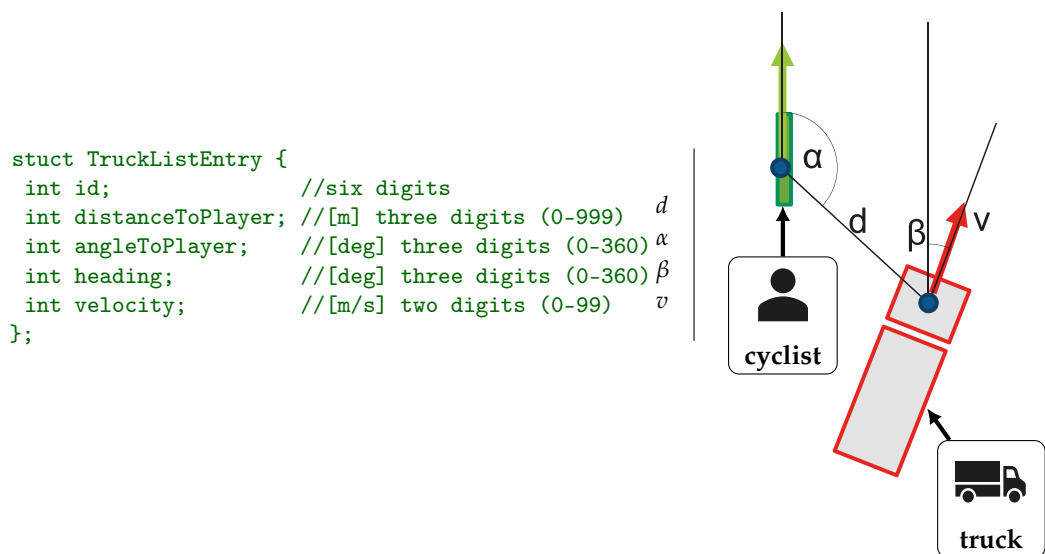 stuct TruckListEntry {
int id; //six digits
int distanceToPlayer; //[m] three digits (0-999) d
int angleToPlayer; //[deg] three digits (0-360) α
int heading; //[deg] three digits (0-360) β
int velocity; //[m/s] two digits (0-99) v
};
α
d
β
v
cyclist
truck